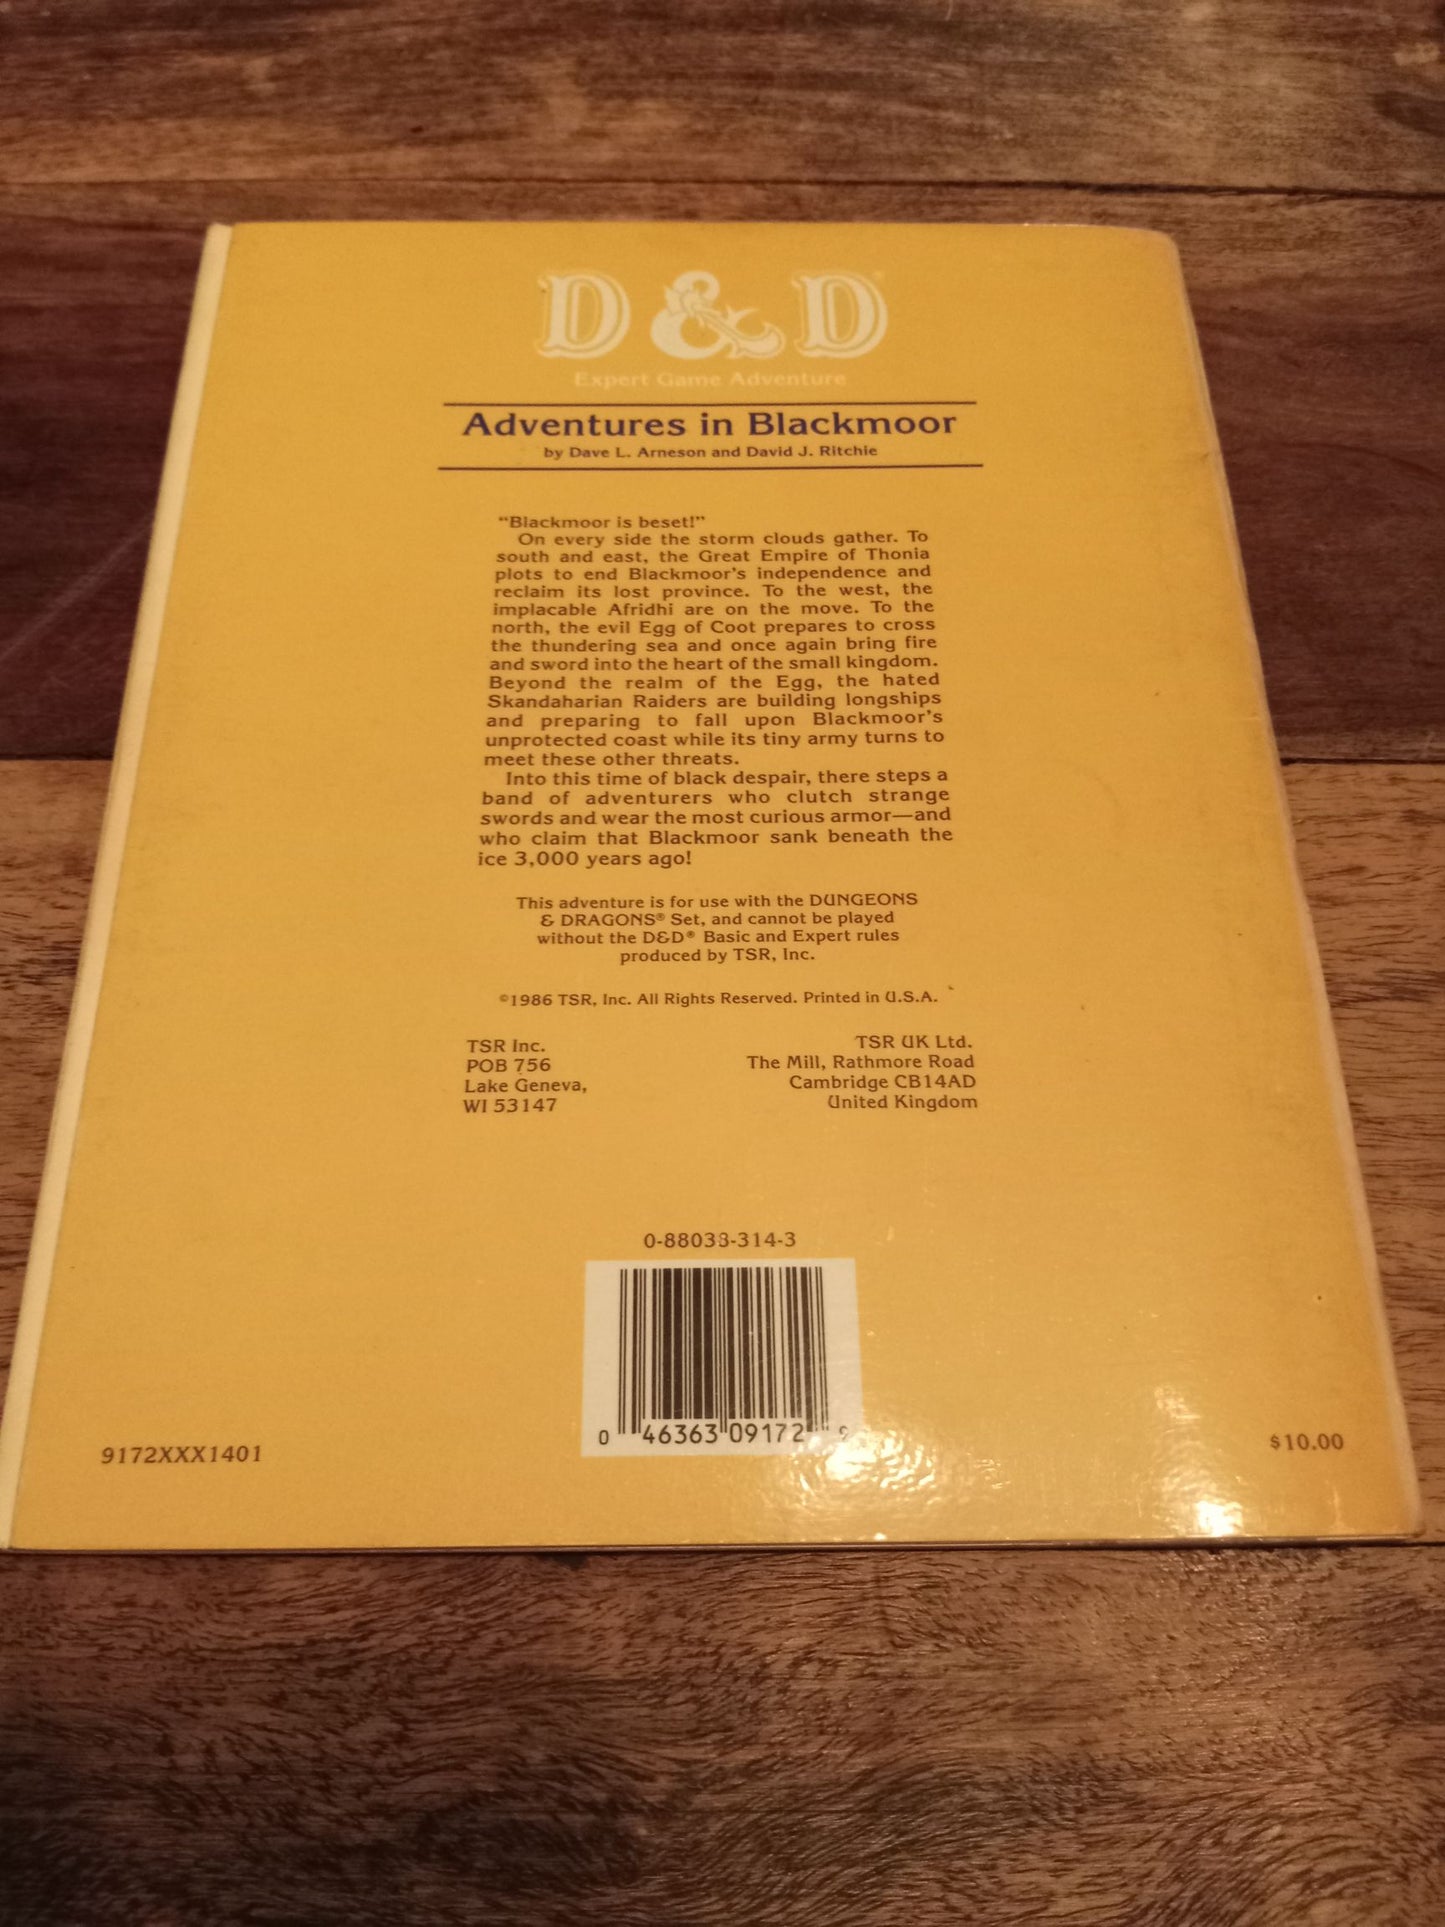 D & D®
Expert Game Adventure
Adventures in Blackmoor
by Dave L. Arneson and David J. Ritchie
“Blackmoor is beset!”
On every side the storm clouds gather. To
south and east, the Great Empire of Thonia
plots to end Blackmoor's independence and
reclaim its lost province. To the west, the
implacable Afridhi are on the move. To the
north, the evil Egg of Coot prepares to cross
the thundering sea and once again bring fire
and sword into the heart of the small kingdom.
Beyond the realm of the Egg, the hated
Skandaharian Raiders are building longships
and preparing to fall upon Blackmoor's
unprotected coast while its tiny army turns to
meet these other threats.
Into this time of black despair, there steps a
band of adventurers who clutch strange
swords and wear the most curious armor—and
who claim that Blackmoor sank beneath the
ice 3,000 years ago!
This adventure is for use with the DUNGEONS
& DRAGONS® Set, and cannot be played
without the D&D® Basic and Expert rules
produced by TSR, Inc.
©1986 TSR, Inc. All Rights Reserved. Printed in U.S.A.
TSR Inc.
POB 756
Lake Geneva,
WI 53147
TSR UK Ltd.
The Mill, Rathmore Road
Cambridge CB14AD
United Kingdom
0-88038-314-3
0 46363 09172 9
9172XXX1401
$10.00